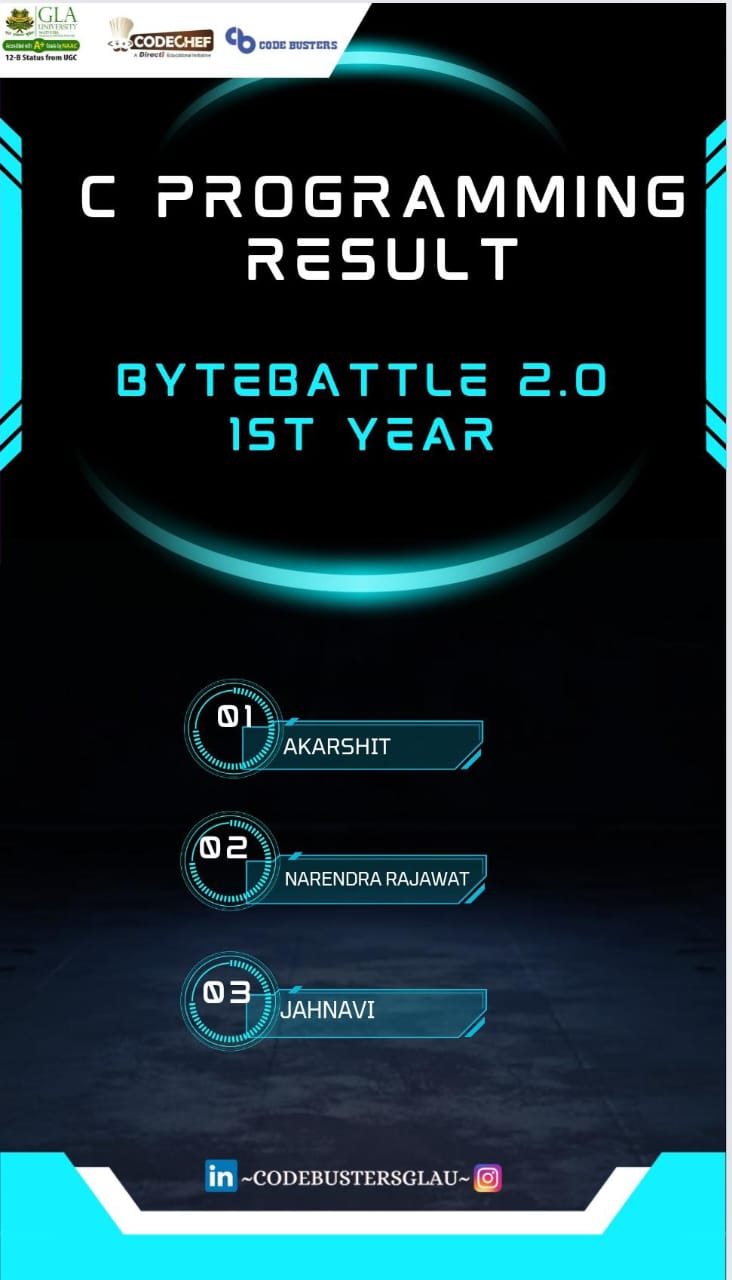 GLA
UNIVERSITY
Accredited with A+ Grade by NAAC
12-B Status from UGC
CODECHEF
A Directi Educational Initiative
CODE BUSTERS
C PROGRAMMING
RESULT
BYTEBATTLE 2.0
1ST YEAR
01
AKARSHIT
02
NARENDRA RAJAWAT
03
JAHNAVI
in ~CODEBUSTERSGLAU~